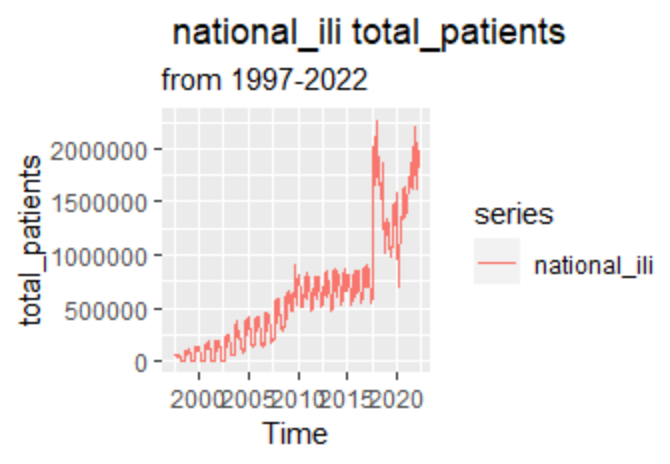 national_ili total_patients
from 1997-2022
total_patients
2000000
1500000
1000000
500000
0
2000 2005 2010 2015 2020
Time
series
national_ili